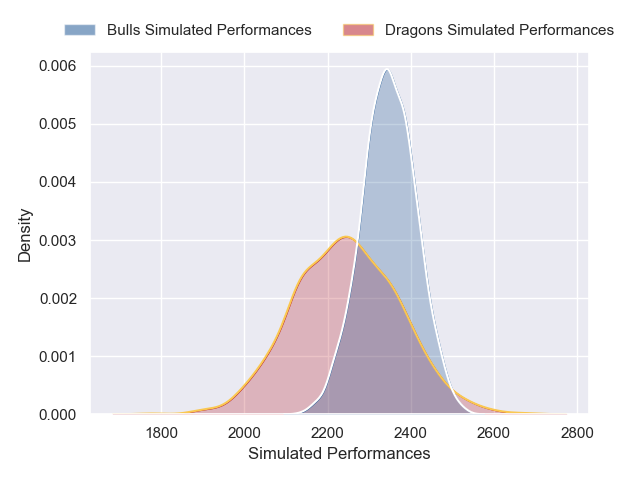 Bulls Simulated Performances Dragons Simulated Performances
0.006
0.005
0.004
0.003
0.002
0.001
0.000
Density
1800 2000 2200 2400 2600 2800
Simulated Performances